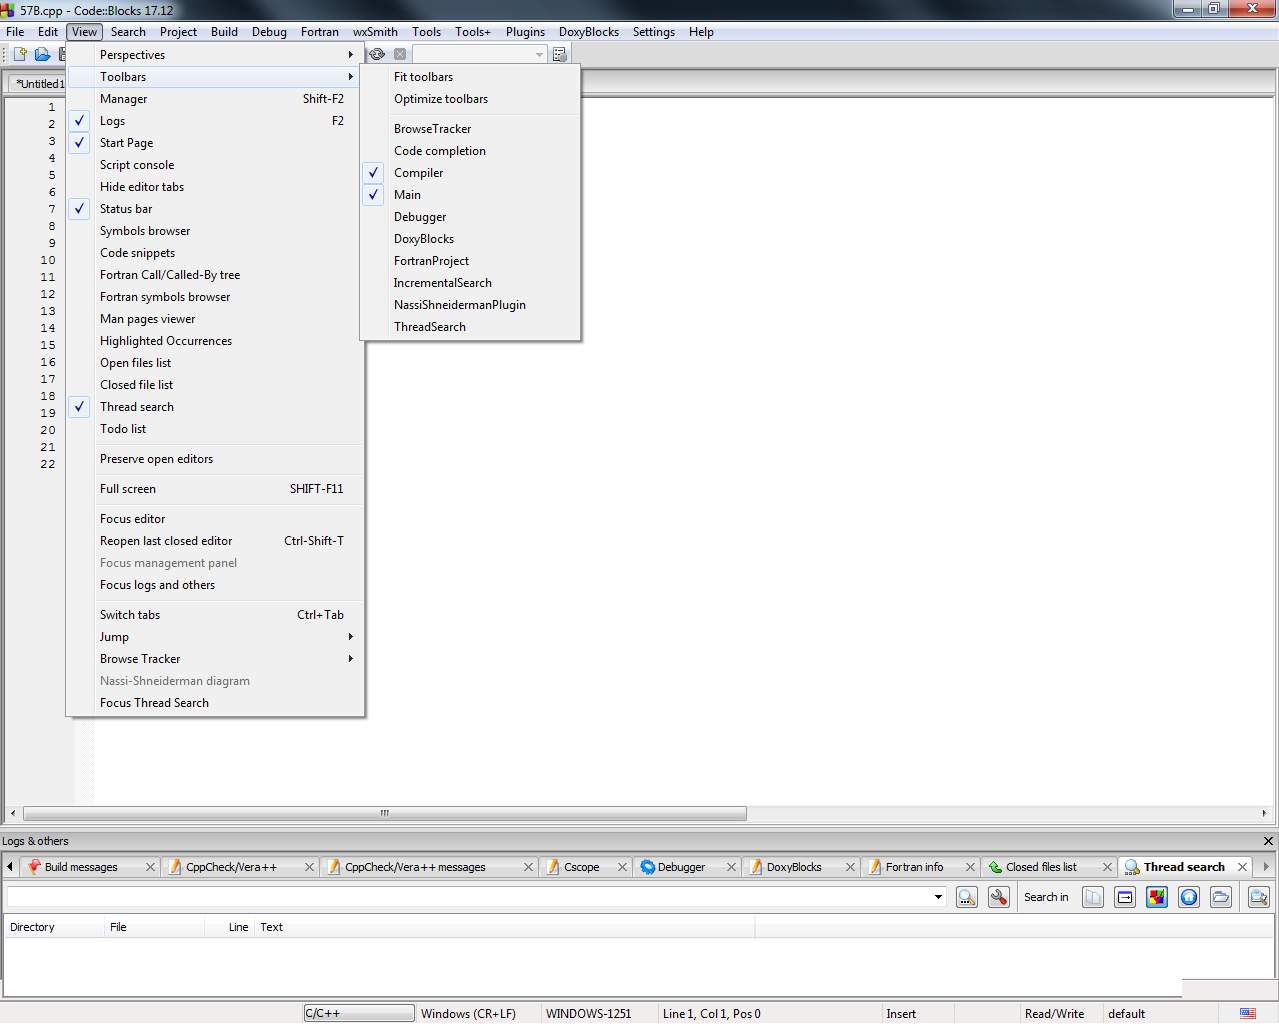 57B.cpp - Code::Blocks 17.12
File Edit View Search Project Build Debug Fortran wxSmith Tools Tools+ Plugins DoxyBlocks Settings Help
*Untitled1
1
2
3
4
5
6
7
8
9
10
11
12
13
14
15
16
17
18
19
20
21
22
Perspectives
Toolbars
Manager Shift-F2
Logs F2
Start Page
Script console
Hide editor tabs
Status bar
Symbols browser
Code snippets
Fortran Call/Called-By tree
Fortran symbols browser
Man pages viewer
Highlighted Occurrences
Open files list
Closed file list
Thread search
Todo list
Preserve open editors
Full screen SHIFT-F11
Focus editor
Reopen last closed editor Ctrl-Shift-T
Focus management panel
Focus logs and others
Switch tabs Ctrl+Tab
Jump
Browse Tracker
Nassi-Shneiderman diagram
Focus Thread Search
Fit toolbars
Optimize toolbars
BrowseTracker
Code completion
Compiler
Main
Debugger
DoxyBlocks
FortranProject
IncrementalSearch
NassiShneidermanPlugin
ThreadSearch
Logs & others
Build messages CppCheck/Vera++ CppCheck/Vera++ messages Cscope Debugger DoxyBlocks Fortran info Closed files list Thread search
Search in
Directory File Line Text
C/C++ Windows (CR+LF) WINDOWS-1251 Line 1, Col 1, Pos 0 Insert Read/Write default